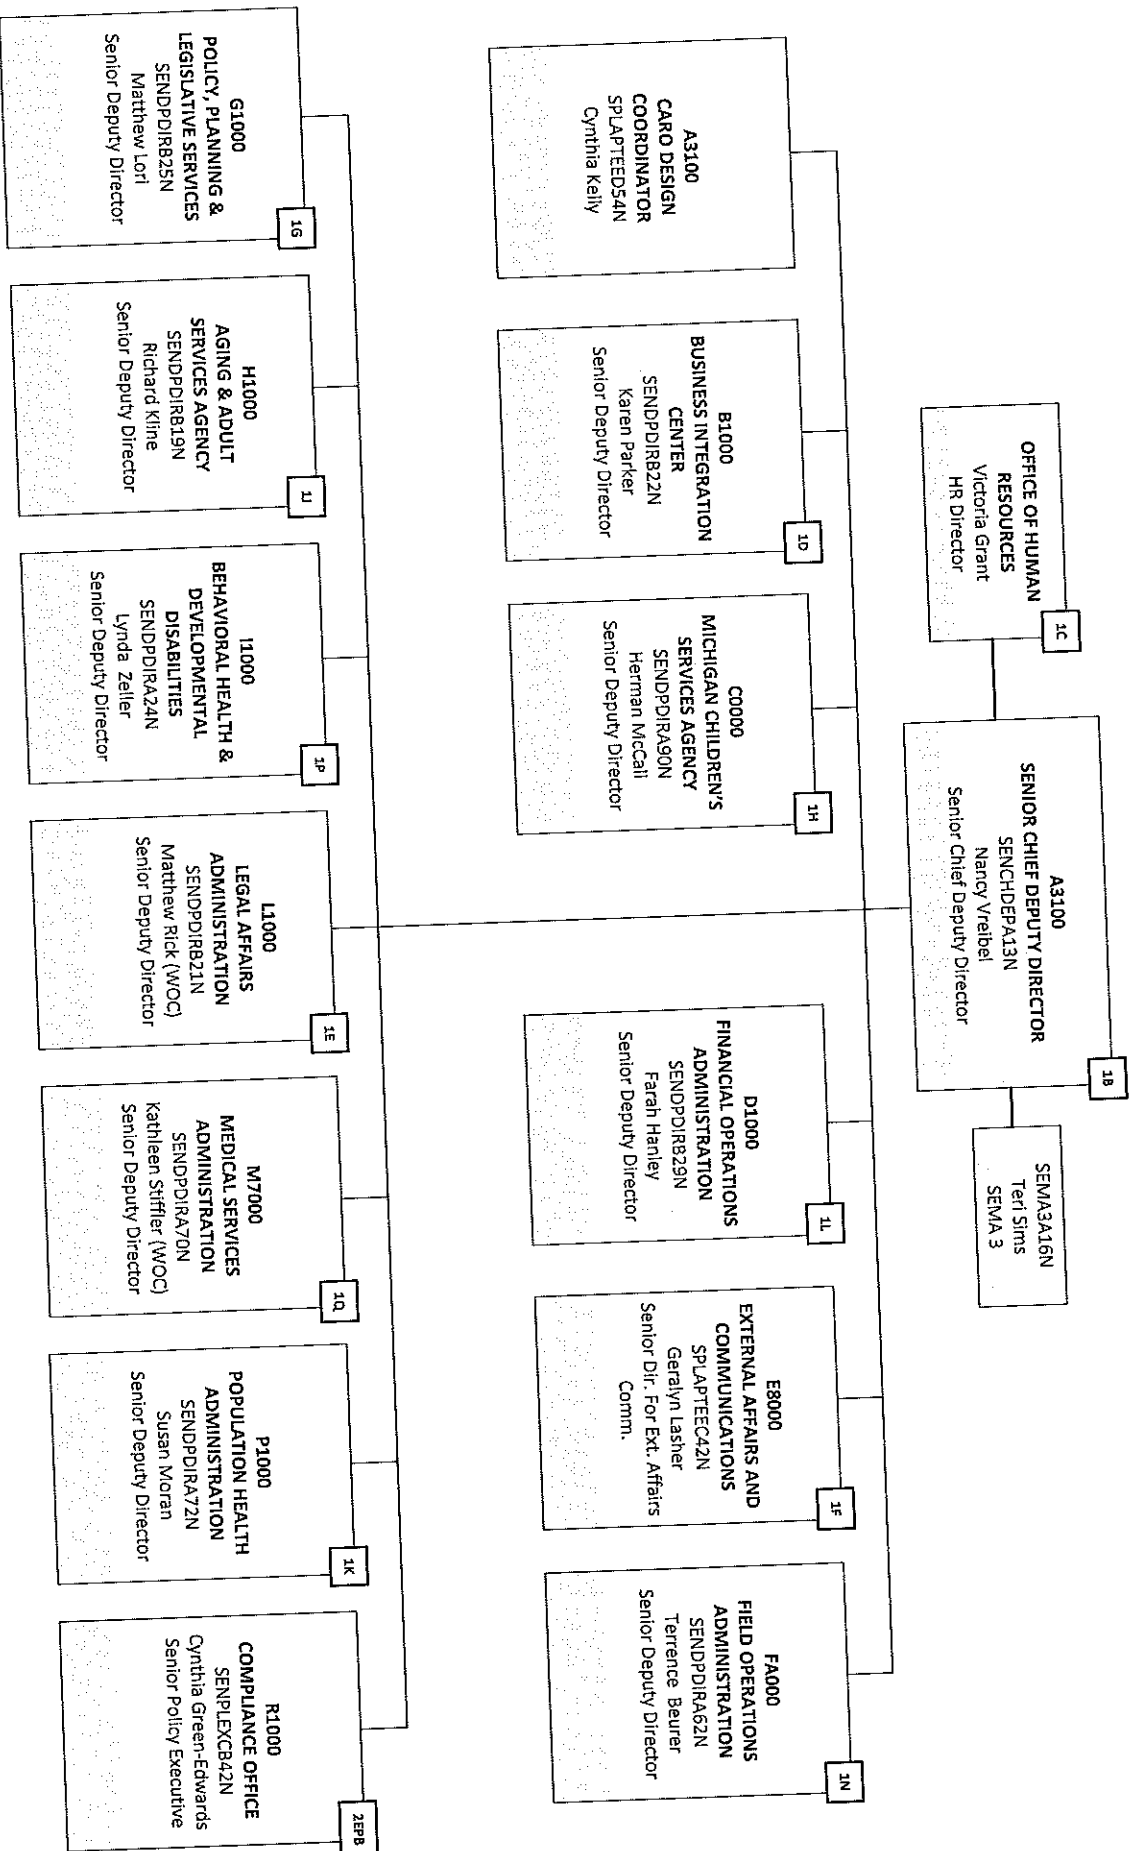 A3100
SENIOR CHIEF DEPUTY DIRECTOR
SENCHDEPA13N
Nancy Vreibel
Senior Chief Deputy Director
1B
OFFICE OF HUMAN
RESOURCES
Victoria Grant
HR Director
1C
SEMA3A16N
Teri Sims
SEMA 3
A3100
CARO DESIGN
COORDINATOR
SPLAPTEED54N
Cynthia Kelly
B1000
BUSINESS INTEGRATION
CENTER
SENDPDIRB22N
Karen Parker
Senior Deputy Director
1D
C0000
MICHIGAN CHILDREN'S
SERVICES AGENCY
SENDPDIRA90N
Herman McCall
Senior Deputy Director
1H
D1000
FINANCIAL OPERATIONS
ADMINISTRATION
SENDPDIRB29N
Farah Hanley
Senior Deputy Director
1L
E8000
EXTERNAL AFFAIRS AND
COMMUNICATIONS
SPLAPTEEC42N
Geralyn Lasher
Senior Dir. For Ext. Affairs
Comm.
1F
FA000
FIELD OPERATIONS
ADMINISTRATION
SENDPDIRA62N
Terrence Beurer
Senior Deputy Director
1N
G1000
POLICY, PLANNING &
LEGISLATIVE SERVICES
SENDPDIRB25N
Matthew Lori
Senior Deputy Director
1G
H1000
AGING & ADULT
SERVICES AGENCY
SENDPDIRB19N
Richard Kline
Senior Deputy Director
1J
I1000
BEHAVIORAL HEALTH &
DEVELOPMENTAL
DISABILITIES
SENDPDIRA24N
Lynda Zeller
Senior Deputy Director
1P
L1000
LEGAL AFFAIRS
ADMINISTRATION
SENDPDIRB21N
Matthew Rick (WOC)
Senior Deputy Director
1E
M7000
MEDICAL SERVICES
ADMINISTRATION
SENDPDIRA70N
Kathleen Stiffler (WOC)
Senior Deputy Director
1Q
P1000
POPULATION HEALTH
ADMINISTRATION
SENDPDIRA72N
Susan Moran
Senior Deputy Director
1K
R1000
COMPLIANCE OFFICE
SENPLEXCB42N
Cynthia Green-Edwards
Senior Policy Executive
2EPB